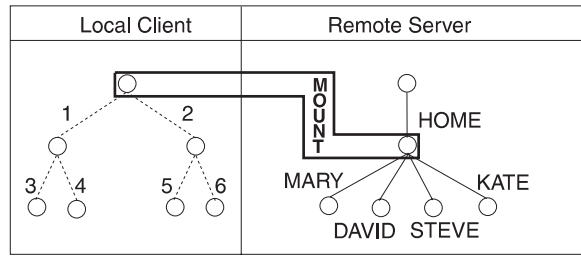 Local Client
Remote Server
MOUNT
1
2
HOME
3
4
5
6
MARY
KATE
DAVID
STEVE